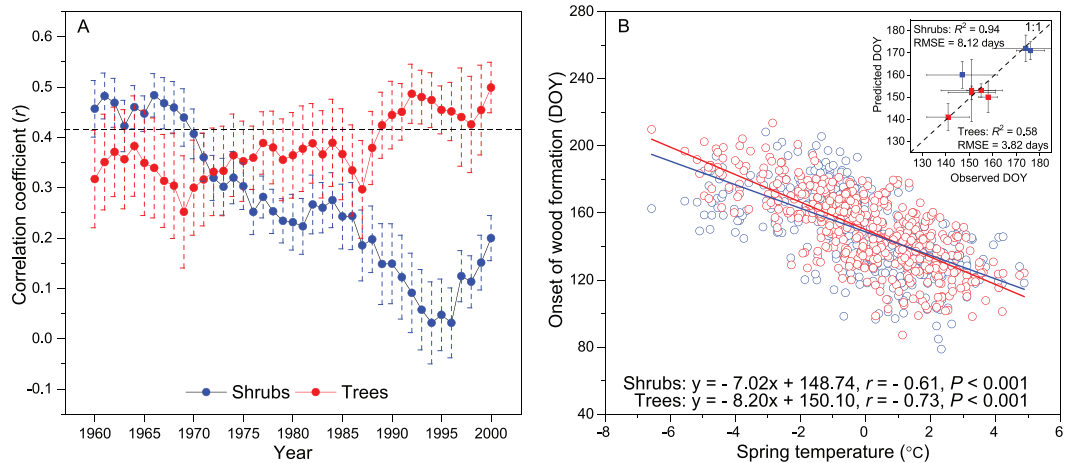 A
Correlation coefficient (r)
0.6
0.5
0.4
0.3
0.2
0.1
0.0
-0.1
Shrubs
Trees
1960 1965 1970 1975 1980 1985 1990 1995 2000
Year
B
Onset of wood formation (DOY)
280
220
160
100
40
Shrubs: y = - 7.02x + 148.74, r = - 0.61, P < 0.001
Trees: y = - 8.20x + 150.10, r = - 0.73, P < 0.001
-8 -6 -4 -2 0 2 4 6
Spring temperature (°C)
Shrubs: R² = 0.94
RMSE = 8.12 days
1:1
Predicted DOY
180
170
160
150
140
130
Trees: R² = 0.58
RMSE = 3.82 days
130 140 150 160 170 180
Observed DOY